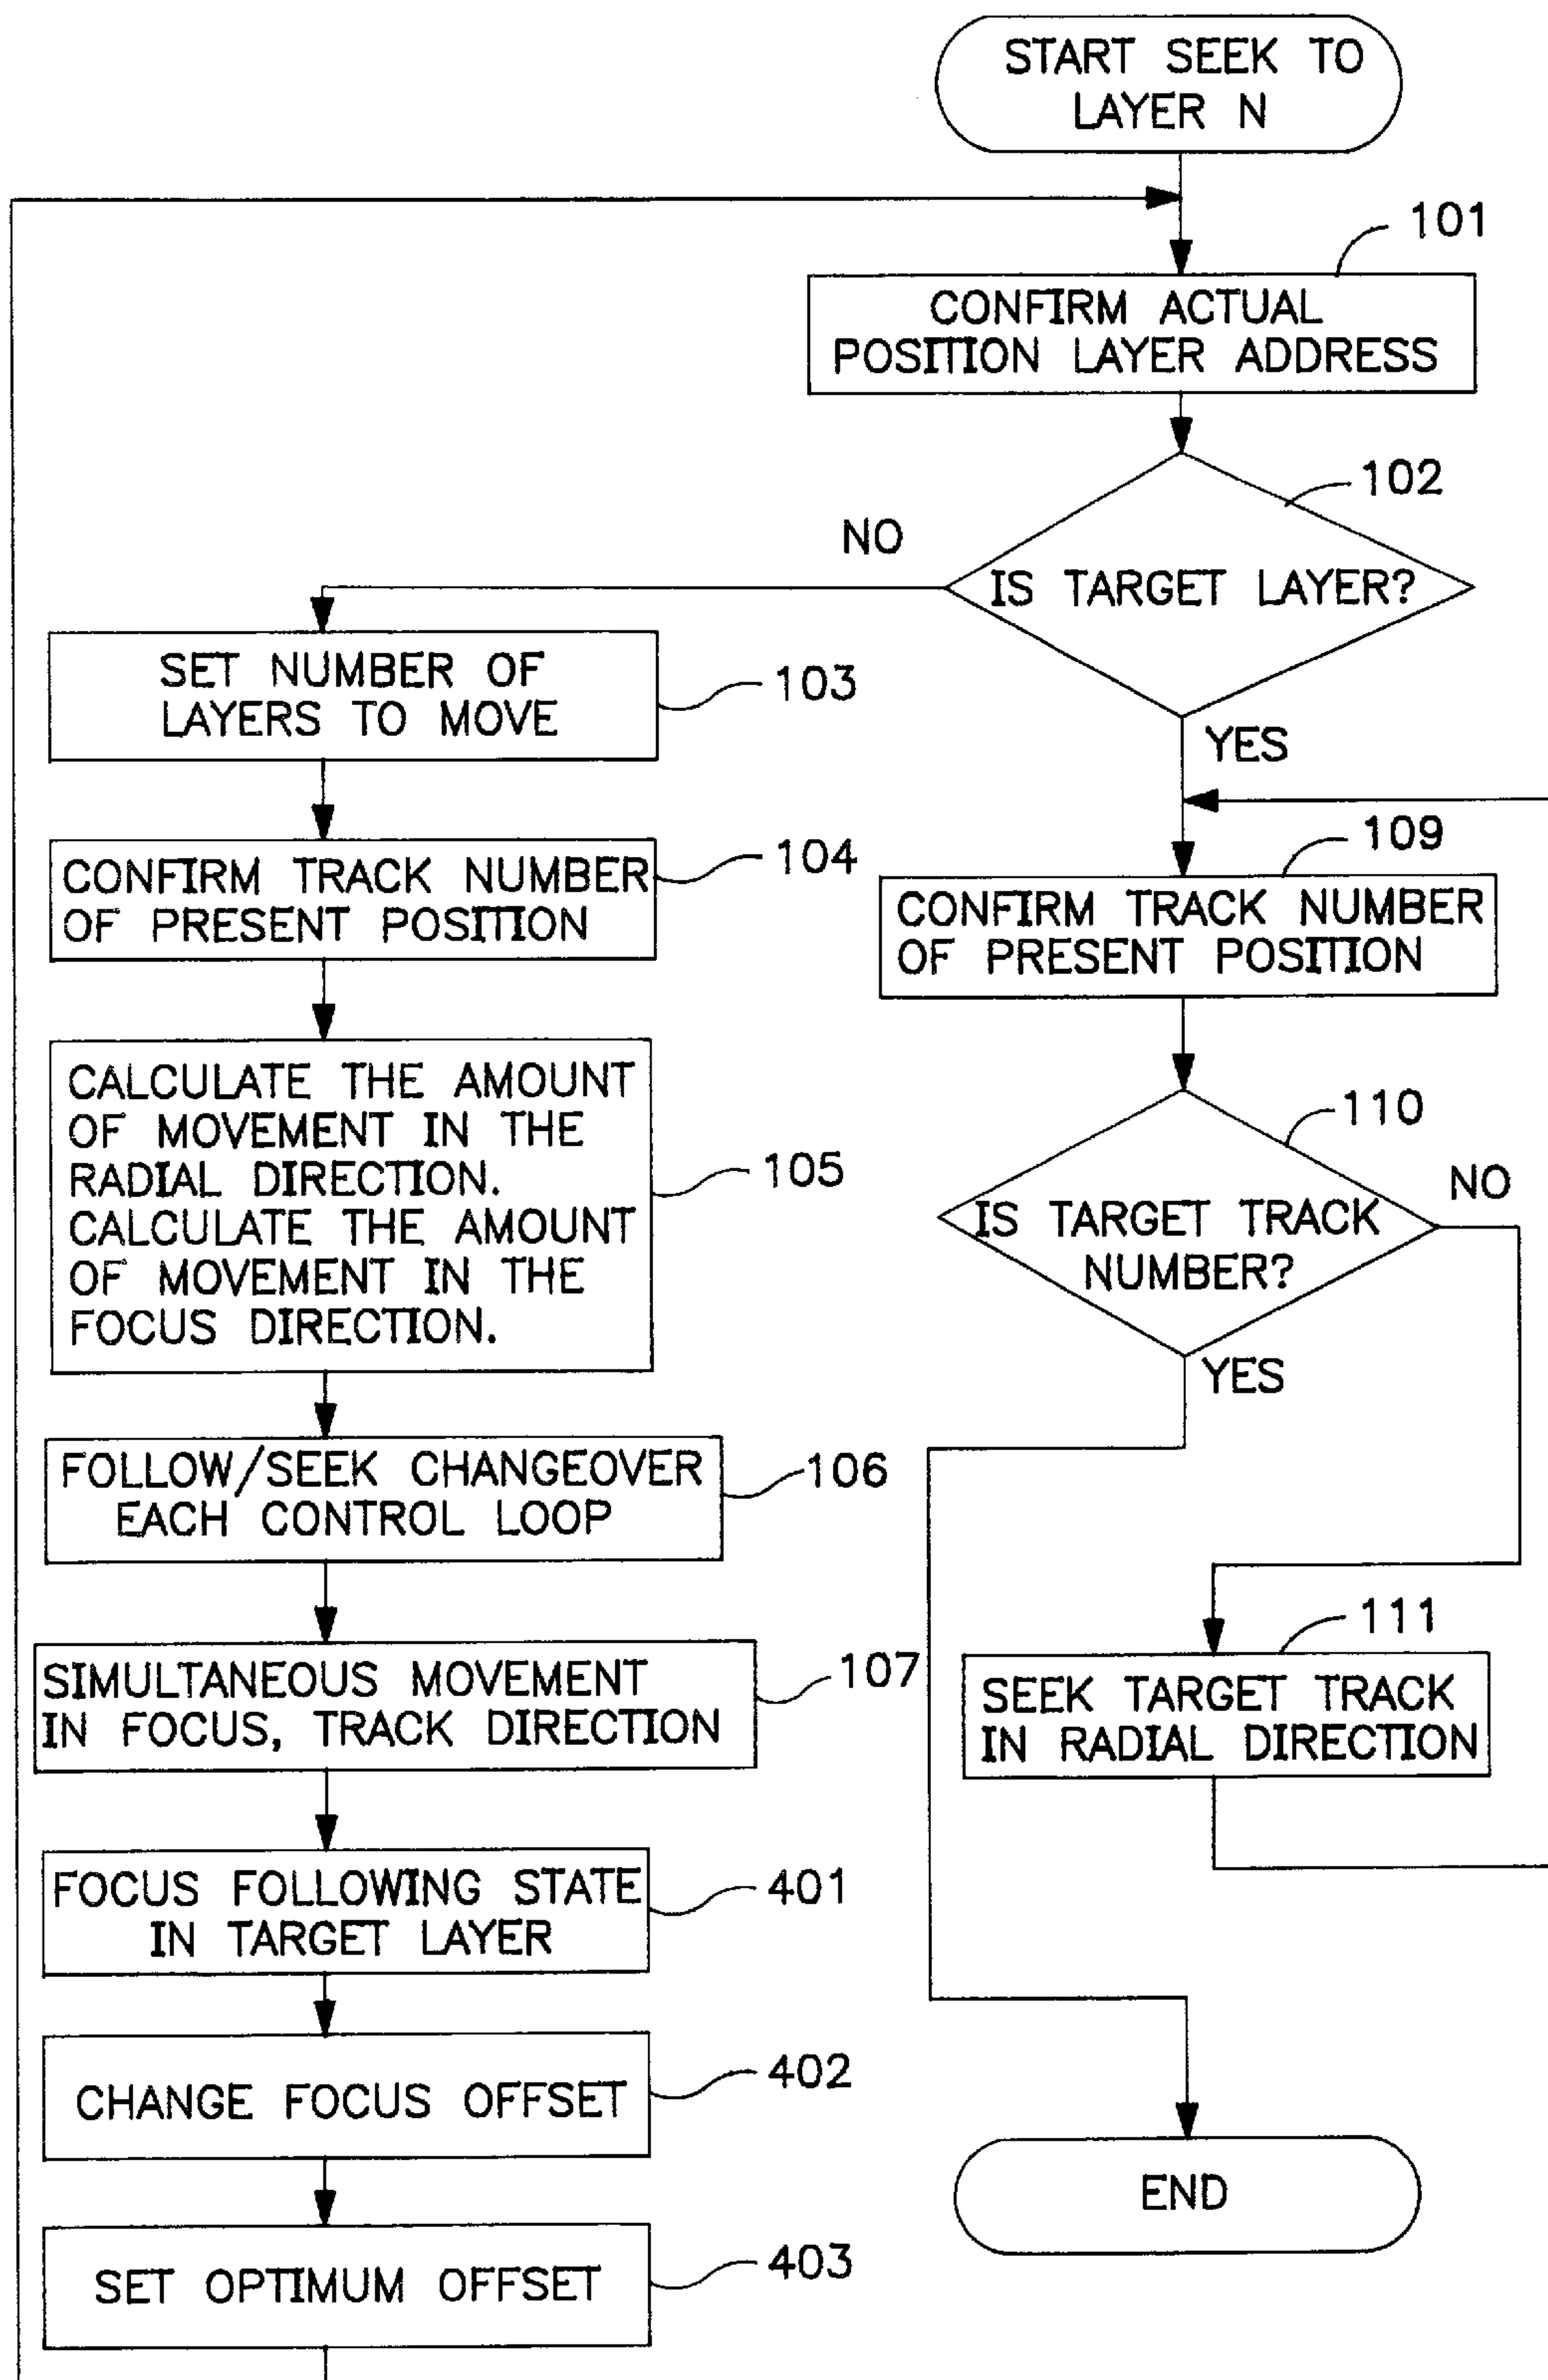 START SEEK TO
LAYER N
101
CONFIRM ACTUAL
POSITION LAYER ADDRESS
102
NO
IS TARGET LAYER?
YES
SET NUMBER OF
LAYERS TO MOVE
103
CONFIRM TRACK NUMBER
OF PRESENT POSITION
104
CALCULATE THE AMOUNT
OF MOVEMENT IN THE
RADIAL DIRECTION.
CALCULATE THE AMOUNT
OF MOVEMENT IN THE
FOCUS DIRECTION.
105
FOLLOW/SEEK CHANGEOVER
EACH CONTROL LOOP
106
SIMULTANEOUS MOVEMENT
IN FOCUS, TRACK DIRECTION
107
FOCUS FOLLOWING STATE
IN TARGET LAYER
401
CHANGE FOCUS OFFSET
402
SET OPTIMUM OFFSET
403
109
CONFIRM TRACK NUMBER
OF PRESENT POSITION
110
NO
IS TARGET TRACK
NUMBER?
YES
111
SEEK TARGET TRACK
IN RADIAL DIRECTION
END